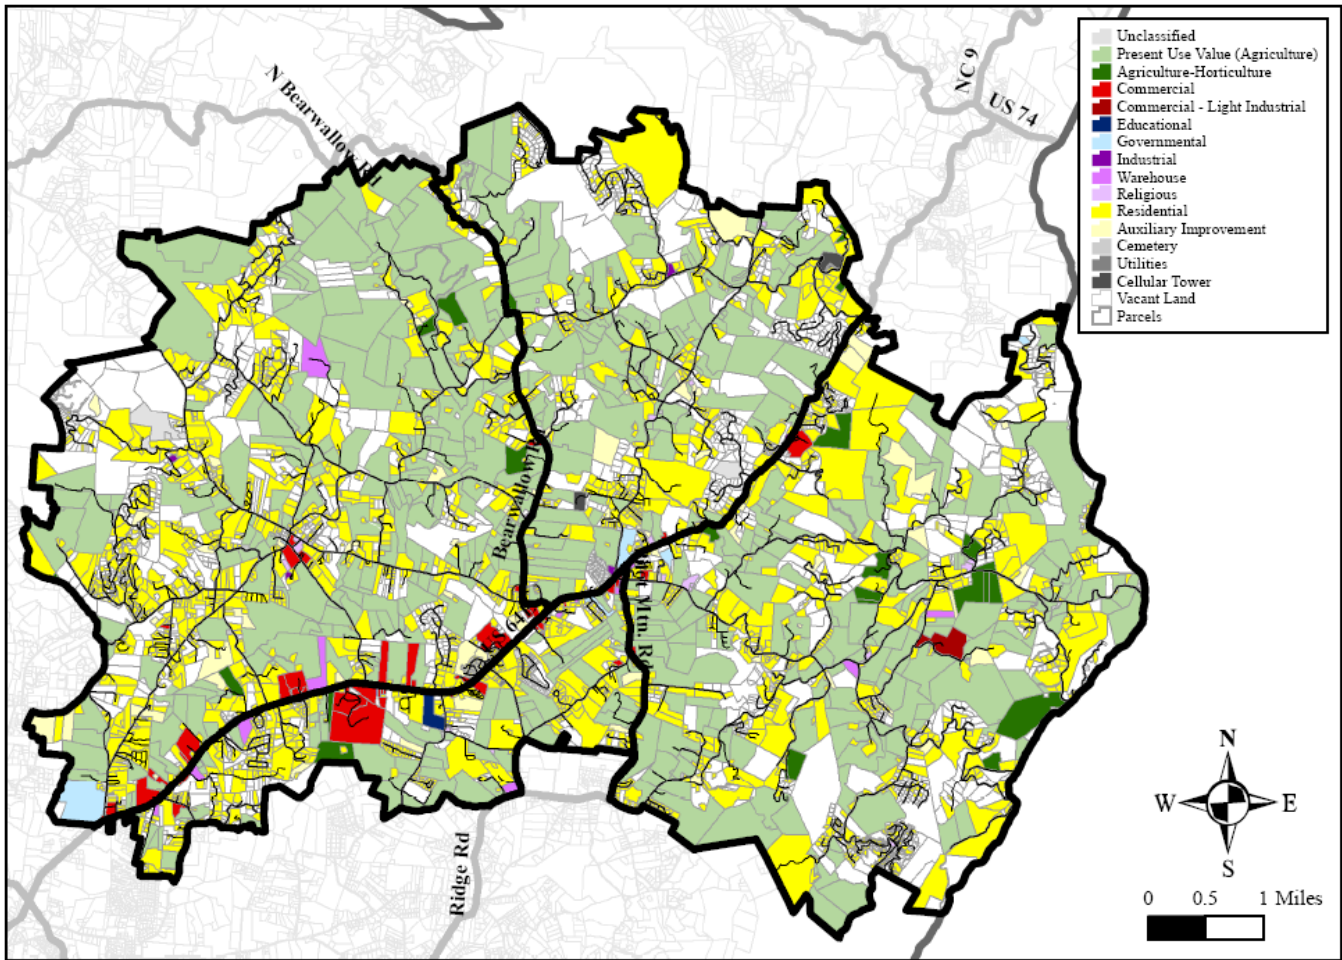 Unclassified
Present Use Value (Agriculture)
Agriculture-Horticulture
Commercial
Commercial - Light Industrial
Educational
Governmental
Industrial
Warehouse
Religious
Residential
Auxiliary Improvement
Cemetery
Utilities
Cellular Tower
Vacant Land
Parcels
NC 9
US 74
N Bearwallow
Bearwallow
US 64
Mtn. Rd
Ridge Rd
N
W
E
S
0 0.5 1 Miles